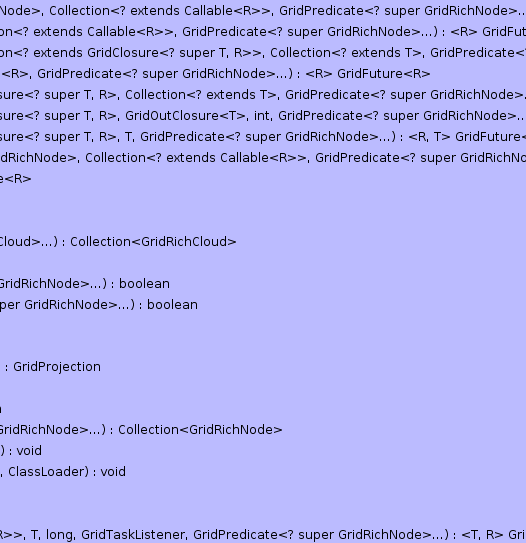 Node>, Collection<? extends Callable<R>>, GridPredicate<? super GridRichNode>...
on<? extends Callable<R>>, GridPredicate<? super GridRichNode>...) : <R> GridFut
on<? extends GridClosure<? super T, R>>, Collection<? extends T>, GridPredicate<
<R>, GridPredicate<? super GridRichNode>...) : <R> GridFuture<R>
sure<? super T, R>, Collection<? extends T>, GridPredicate<? super GridRichNode>.
sure<? super T, R>, GridOutClosure<T>, int, GridPredicate<? super GridRichNode>...
sure<? super T, R>, T, GridPredicate<? super GridRichNode>...) : <R, T> GridFuture<
dRichNode>, Collection<? extends Callable<R>>, GridPredicate<? super GridRichNo
e<R>
Cloud>...) : Collection<GridRichCloud>
GridRichNode>...) : boolean
per GridRichNode>...) : boolean
: GridProjection
GridRichNode>...) : Collection<GridRichNode>
) : void
, ClassLoader) : void
R>>, T, long, GridTaskListener, GridPredicate<? super GridRichNode>...) : <T, R> Gri